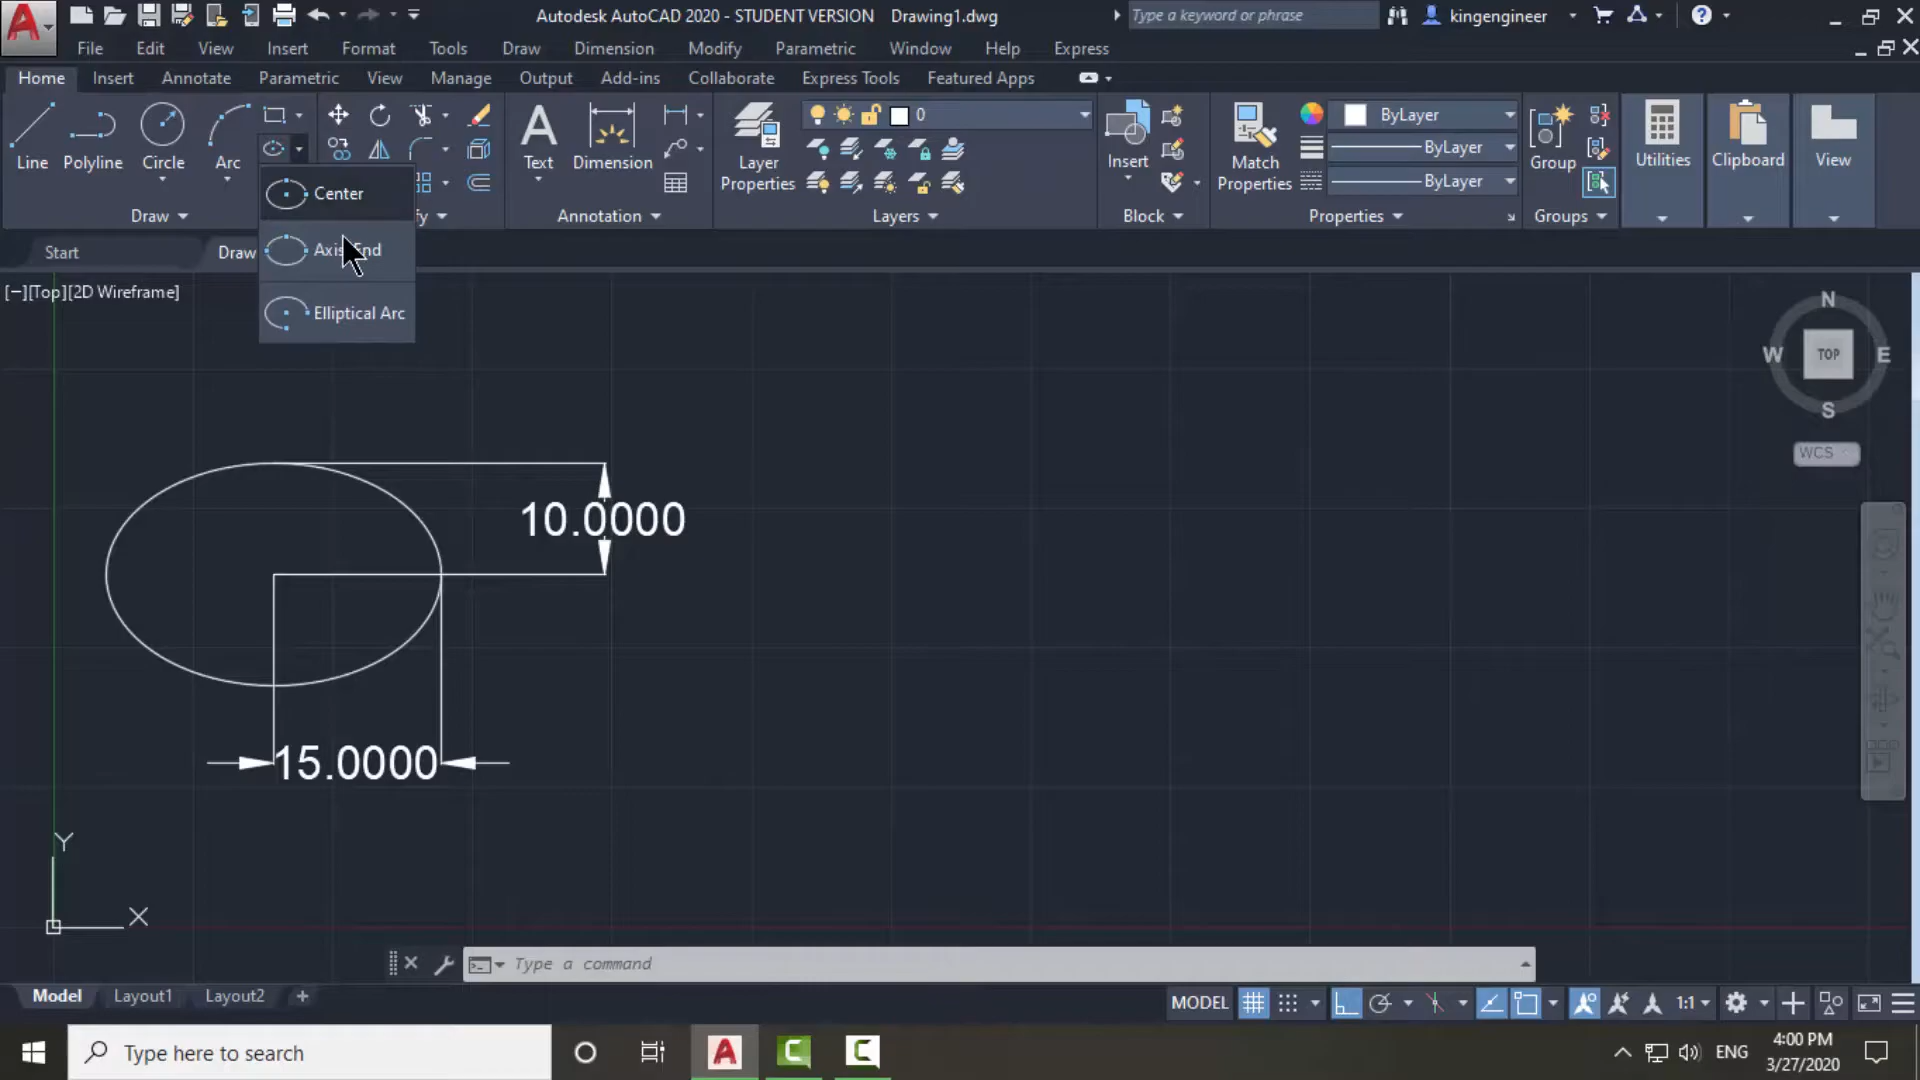 Autodesk AutoCAD 2020 - STUDENT VERSION Drawing1.dwg
Type a keyword or phrase
kingengineer
File Edit View Insert Format Tools Draw Dimension Modify Parametric Window Help Express
Home Insert Annotate Parametric View Manage Output Add-ins Collaborate Express Tools Featured Apps
Line Polyline Circle Arc
Text Dimension
Layer Properties
0
Insert
Match Properties
ByLayer
ByLayer
ByLayer
Group
Utilities
Clipboard
View
Draw
Annotation
Layers
Block
Properties
Groups
Center
Elliptical Arc
Start
Draw
[−][Top][2D Wireframe]
N
W TOP E
S
WCS
10.0000
15.0000
Y
X
Type a command
Model Layout1 Layout2
MODEL
1:1
Type here to search
ENG
4:00 PM
3/27/2020